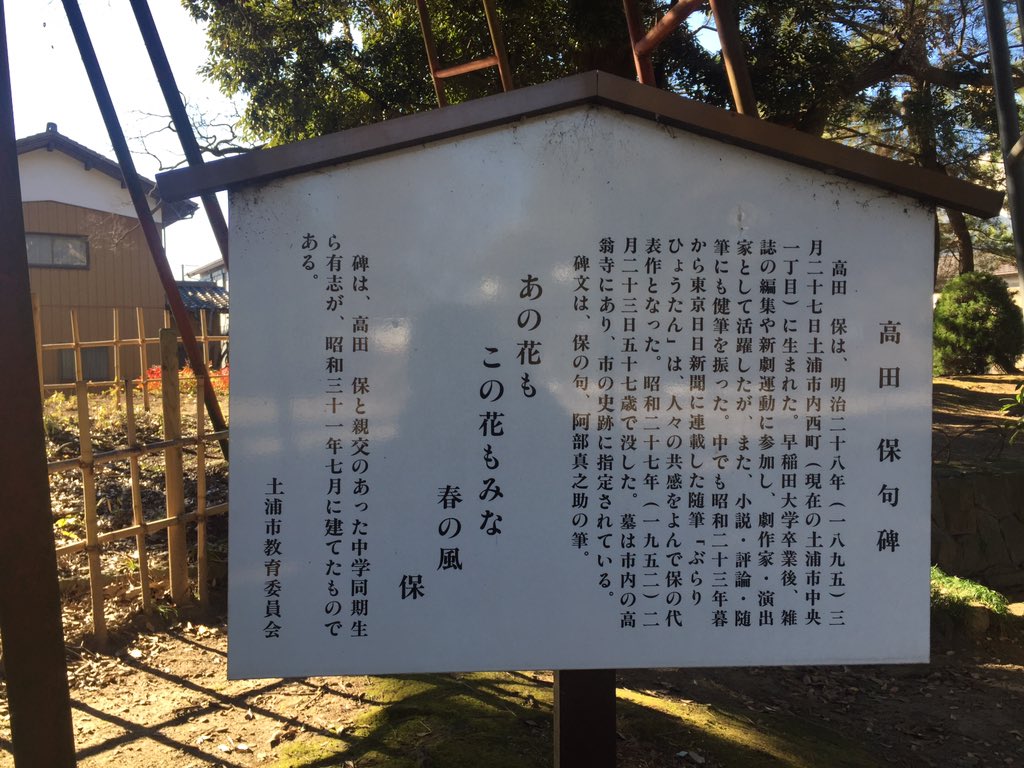 高田　保句碑
高田　保は、明治二十八年（一八九五）三
月二十七日土浦市内西町（現在の土浦市中央
一丁目）に生まれた。早稲田大学卒業後、雑
誌の編集や新劇運動に参加し、劇作家・演出
家として活躍したが、また、小説・評論・随
筆にも健筆を振った。中でも昭和二十三年暮
から東京日日新聞に連載した随筆『ぶらり
ひょうたん』は、人々の共感をよんで保の代
表作となった。昭和二十七年（一九五二）二
月二十三日五十七歳で没した。墓は市内の高
翁寺にあり、市の史跡に指定されている。
碑文は、保の句、阿部真之助の筆。
あの花も
この花もみな
春の風
保
碑は、高田　保と親交のあった中学同期生
ら有志が、昭和三十一年七月に建てたもので
ある。
土浦市教育委員会